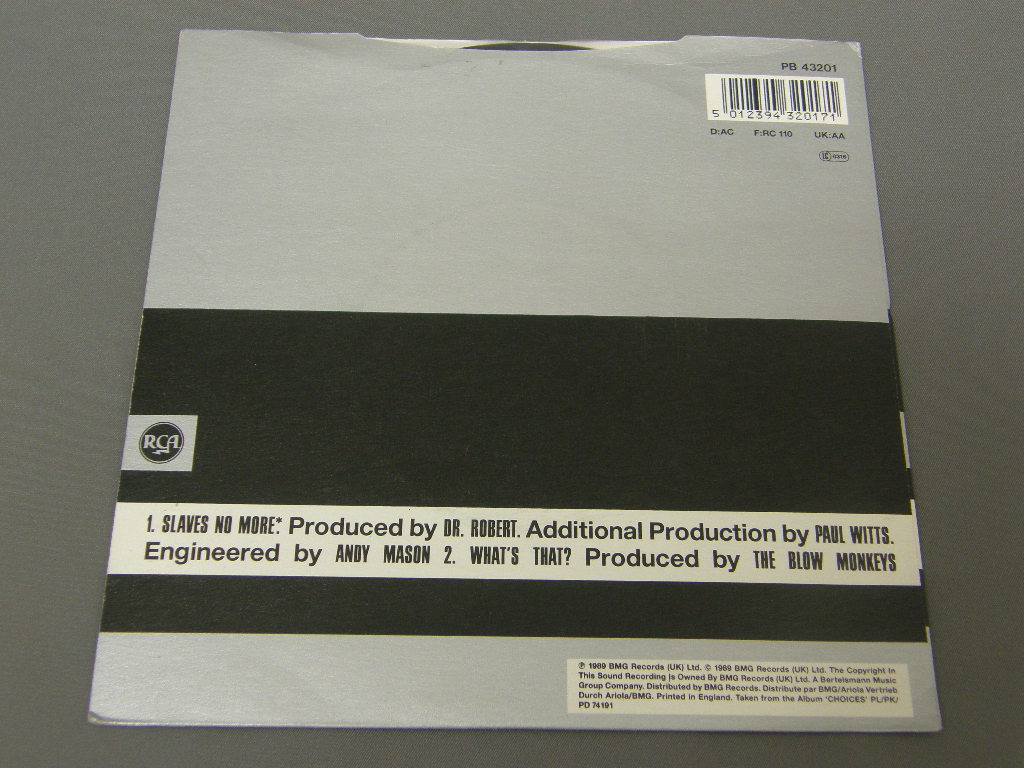 PB 43201
5 012394 320171
D:AC F:RC 110 UK:AA
LC 0316
RCA
1. SLAVES NO MORE* Produced by DR. ROBERT. Additional Production by PAUL WITTS.
Engineered by ANDY MASON 2. WHAT'S THAT? Produced by THE BLOW MONKEYS
℗ 1989 BMG Records (UK) Ltd. © 1989 BMG Records (UK) Ltd. The Copyright in
This Sound Recording is Owned By BMG Records (UK) Ltd. A Bertelsmann Music
Group Company. Distributed by BMG Records. Distribute par BMG/Ariola Vertrieb
Durch Ariola/BMG. Printed in England. Taken from the Album 'CHOICES' PL/PK/
PD 74191